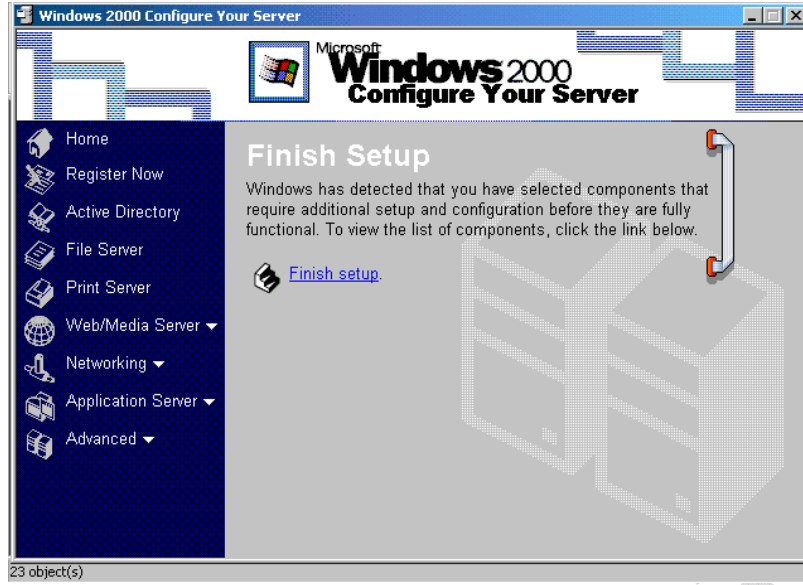 Windows 2000 Configure Your Server
Microsoft
Windows 2000
Configure Your Server
Home
Register Now
Active Directory
File Server
Print Server
Web/Media Server
Networking
Application Server
Advanced
Finish Setup
Windows has detected that you have selected components that
require additional setup and configuration before they are fully
functional. To view the list of components, click the link below.
Finish setup.
23 object(s)